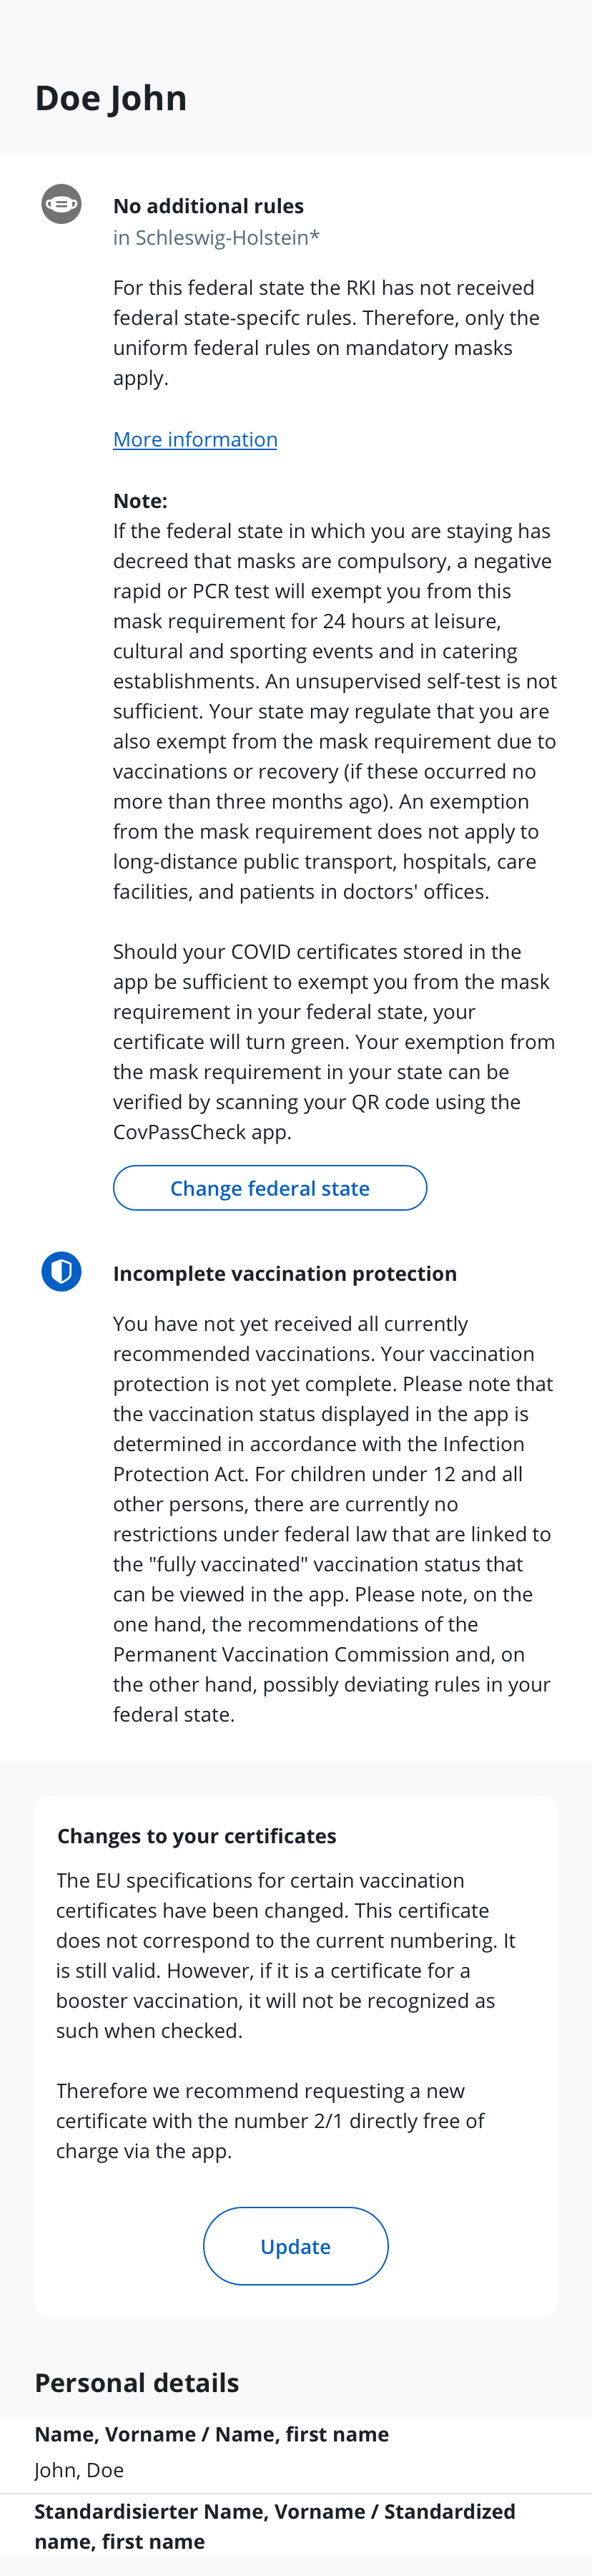 Doe John
No additional rules
in Schleswig-Holstein*
For this federal state the RKI has not received
federal state-specifc rules. Therefore, only the
uniform federal rules on mandatory masks
apply.
More information
Note:
If the federal state in which you are staying has
decreed that masks are compulsory, a negative
rapid or PCR test will exempt you from this
mask requirement for 24 hours at leisure,
cultural and sporting events and in catering
establishments. An unsupervised self-test is not
sufficient. Your state may regulate that you are
also exempt from the mask requirement due to
vaccinations or recovery (if these occurred no
more than three months ago). An exemption
from the mask requirement does not apply to
long-distance public transport, hospitals, care
facilities, and patients in doctors' offices.
Should your COVID certificates stored in the
app be sufficient to exempt you from the mask
requirement in your federal state, your
certificate will turn green. Your exemption from
the mask requirement in your state can be
verified by scanning your QR code using the
CovPassCheck app.
Change federal state
Incomplete vaccination protection
You have not yet received all currently
recommended vaccinations. Your vaccination
protection is not yet complete. Please note that
the vaccination status displayed in the app is
determined in accordance with the Infection
Protection Act. For children under 12 and all
other persons, there are currently no
restrictions under federal law that are linked to
the "fully vaccinated" vaccination status that
can be viewed in the app. Please note, on the
one hand, the recommendations of the
Permanent Vaccination Commission and, on
the other hand, possibly deviating rules in your
federal state.
Changes to your certificates
The EU specifications for certain vaccination
certificates have been changed. This certificate
does not correspond to the current numbering. It
is still valid. However, if it is a certificate for a
booster vaccination, it will not be recognized as
such when checked.
Therefore we recommend requesting a new
certificate with the number 2/1 directly free of
charge via the app.
Update
Personal details
Name, Vorname / Name, first name
John, Doe
Standardisierter Name, Vorname / Standardized
name, first name